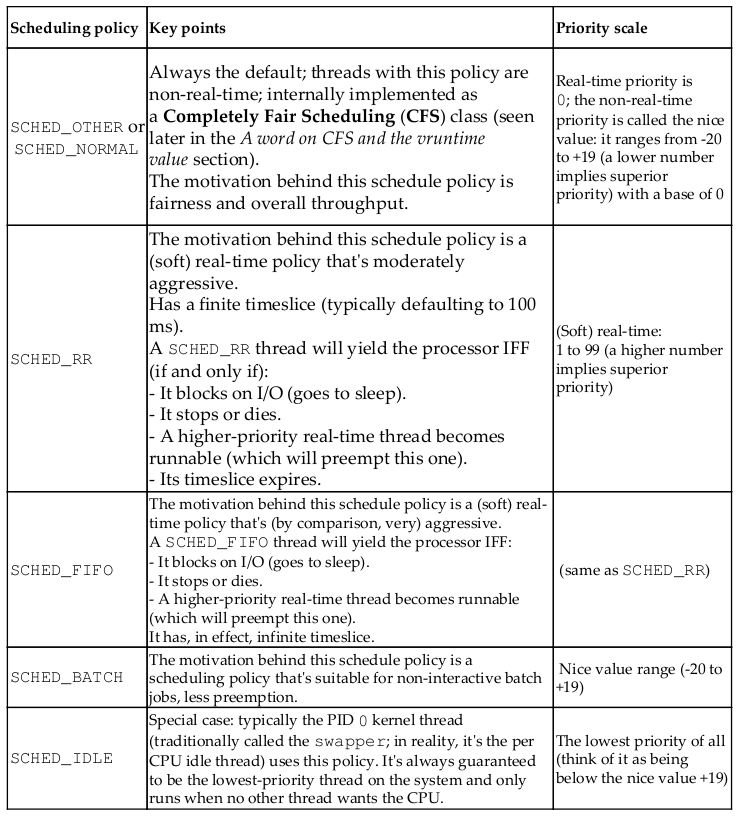 Scheduling policy Key points Priority scale
SCHED_OTHER or
SCHED_NORMAL
Always the default; threads with this policy are
non-real-time; internally implemented as
a Completely Fair Scheduling (CFS) class (seen
later in the A word on CFS and the vruntime
value section).
The motivation behind this schedule policy is
fairness and overall throughput.
Real-time priority is
0; the non-real-time
priority is called the nice
value: it ranges from -20
to +19 (a lower number
implies superior
priority) with a base of 0
SCHED_RR
The motivation behind this schedule policy is a
(soft) real-time policy that's moderately
aggressive.
Has a finite timeslice (typically defaulting to 100
ms).
A SCHED_RR thread will yield the processor IFF
(if and only if):
- It blocks on I/O (goes to sleep).
- It stops or dies.
- A higher-priority real-time thread becomes
runnable (which will preempt this one).
- Its timeslice expires.
(Soft) real-time:
1 to 99 (a higher number
implies superior
priority)
SCHED_FIFO
The motivation behind this schedule policy is a (soft) real-
time policy that's (by comparison, very) aggressive.
A SCHED_FIFO thread will yield the processor IFF:
- It blocks on I/O (goes to sleep).
- It stops or dies.
- A higher-priority real-time thread becomes runnable
(which will preempt this one).
It has, in effect, infinite timeslice.
(same as SCHED_RR)
SCHED_BATCH
The motivation behind this schedule policy is a
scheduling policy that's suitable for non-interactive batch
jobs, less preemption.
Nice value range (-20 to
+19)
SCHED_IDLE
Special case: typically the PID 0 kernel thread
(traditionally called the swapper; in reality, it's the per
CPU idle thread) uses this policy. It's always guaranteed
to be the lowest-priority thread on the system and only
runs when no other thread wants the CPU.
The lowest priority of all
(think of it as being
below the nice value +19)